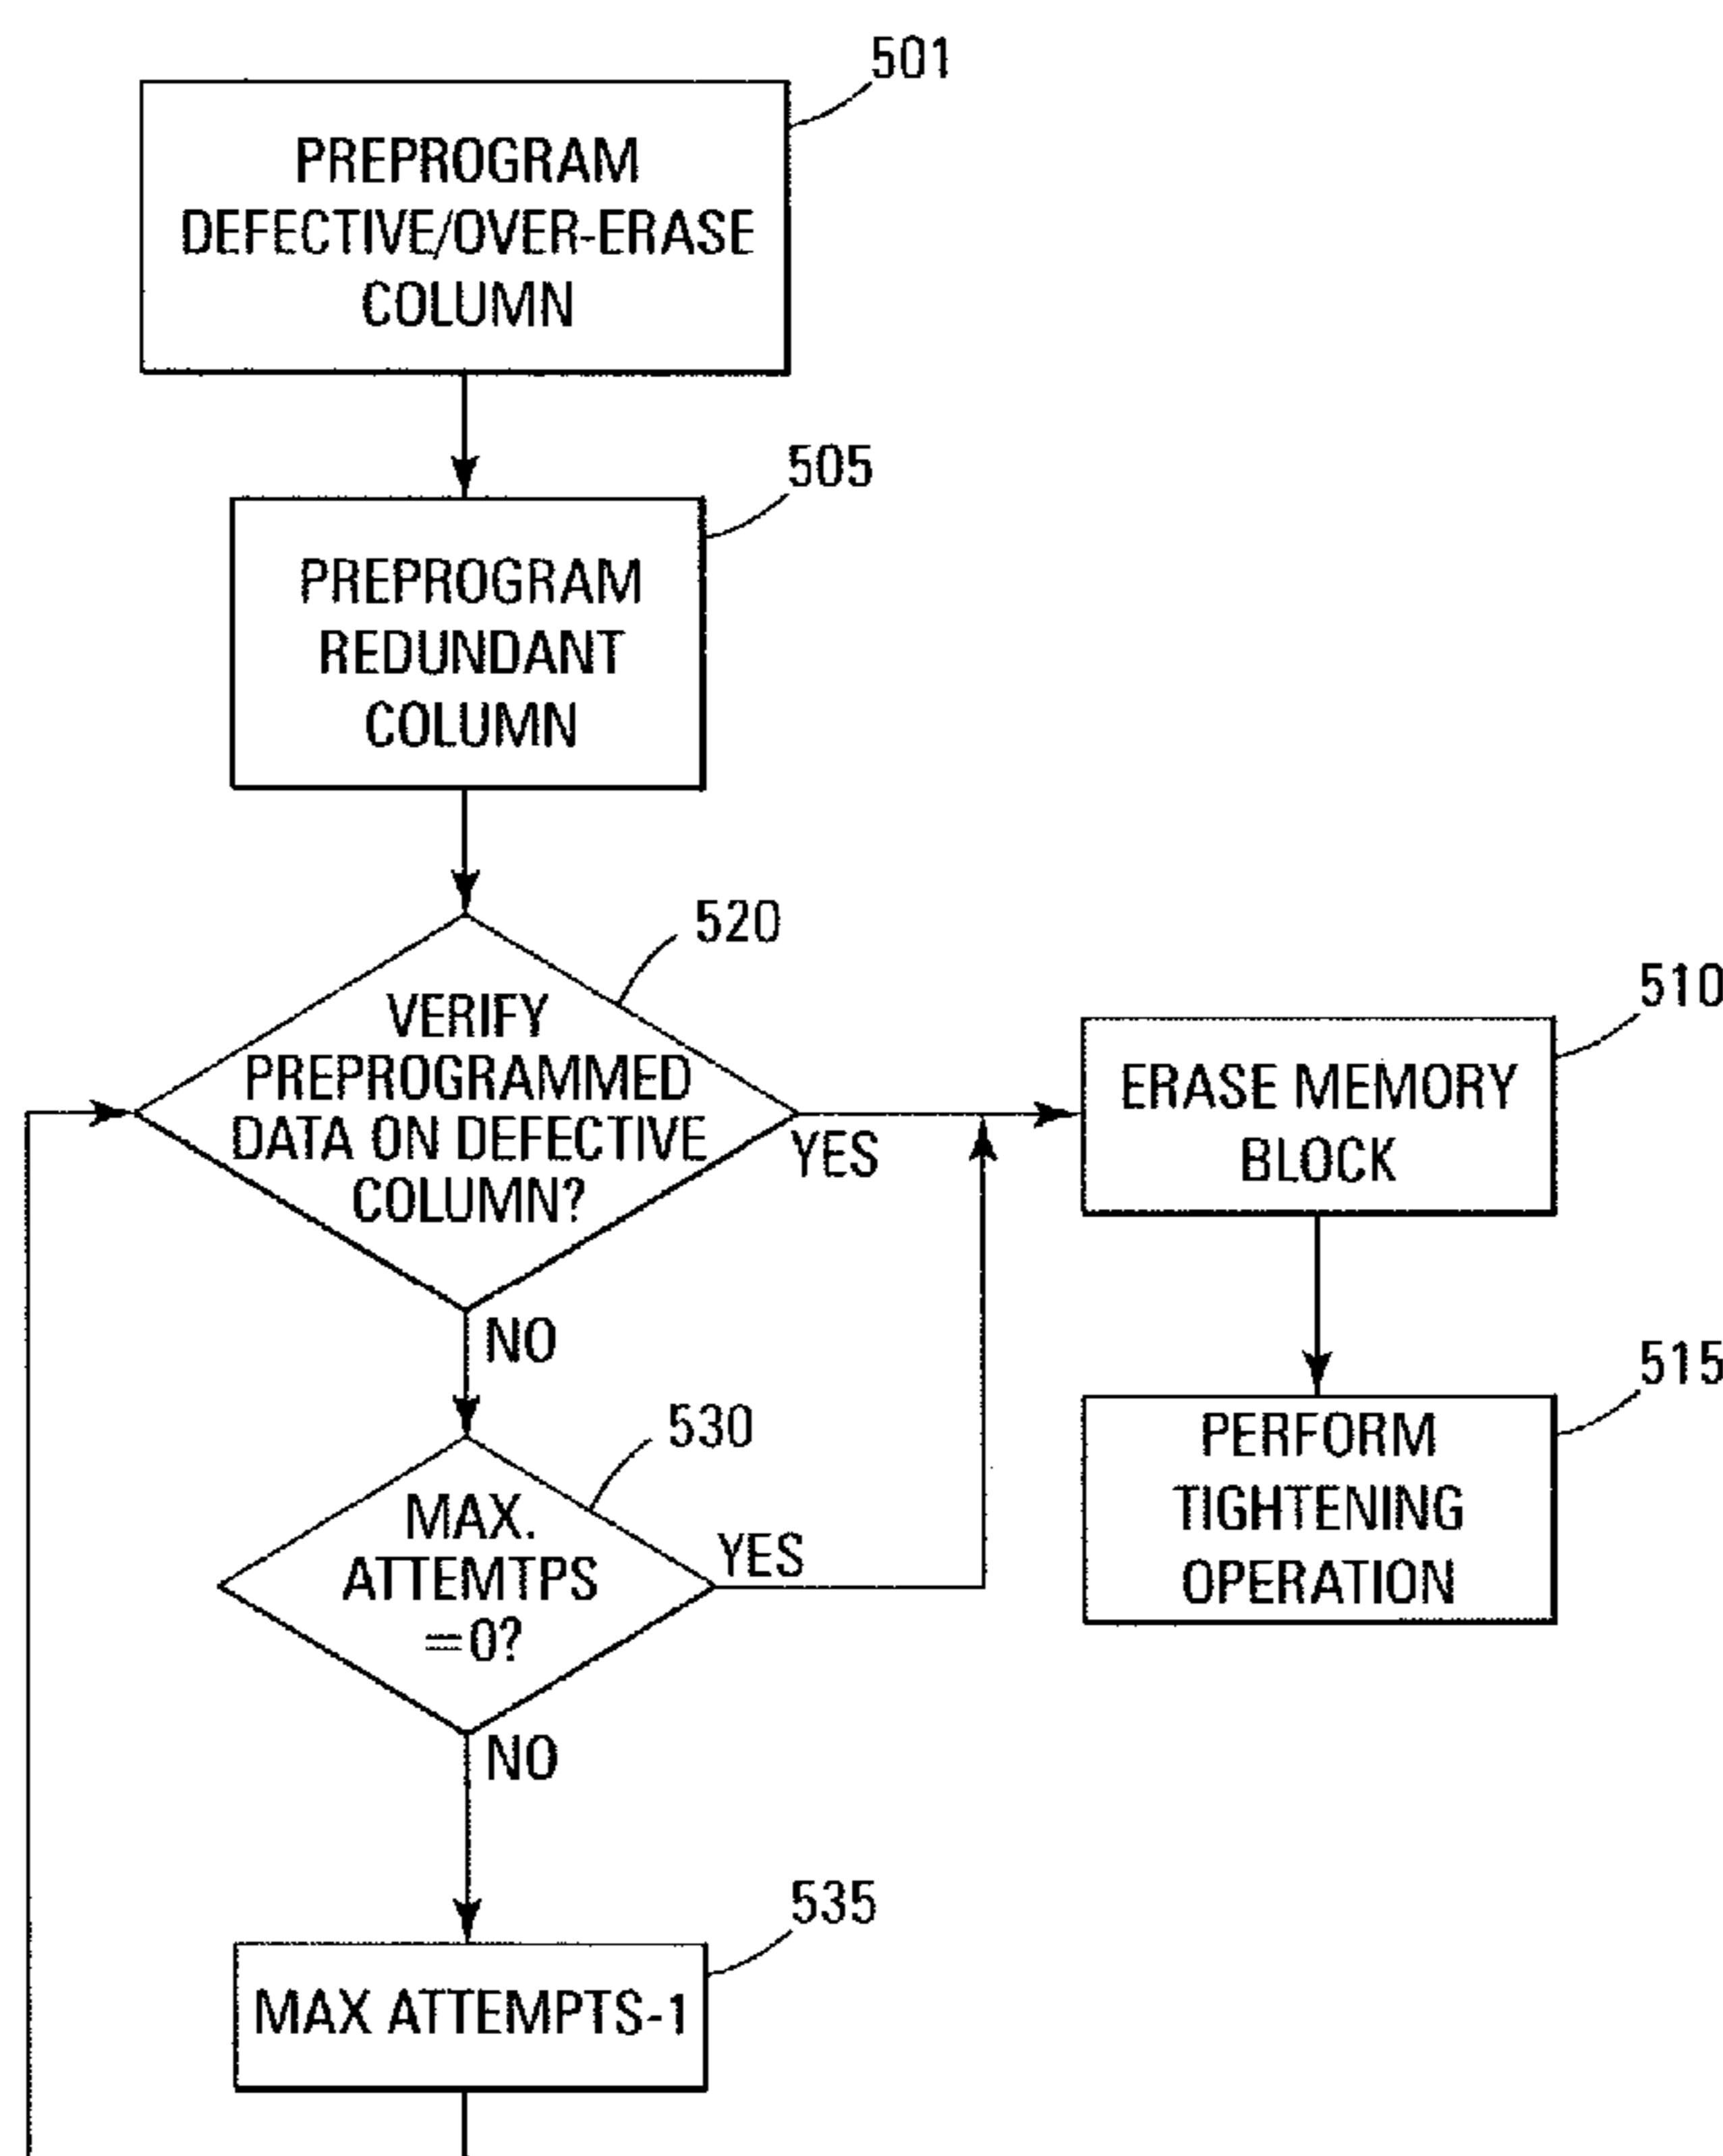 501
PREPROGRAM
DEFECTIVE/OVER-ERASE
COLUMN
505
PREPROGRAM
REDUNDANT
COLUMN
520
VERIFY
PREPROGRAMMED
DATA ON DEFECTIVE
COLUMN?
YES
NO
510
ERASE MEMORY
BLOCK
515
PERFORM
TIGHTENING
OPERATION
530
MAX.
ATTEMTPS
=0?
YES
NO
535
MAX ATTEMPTS-1